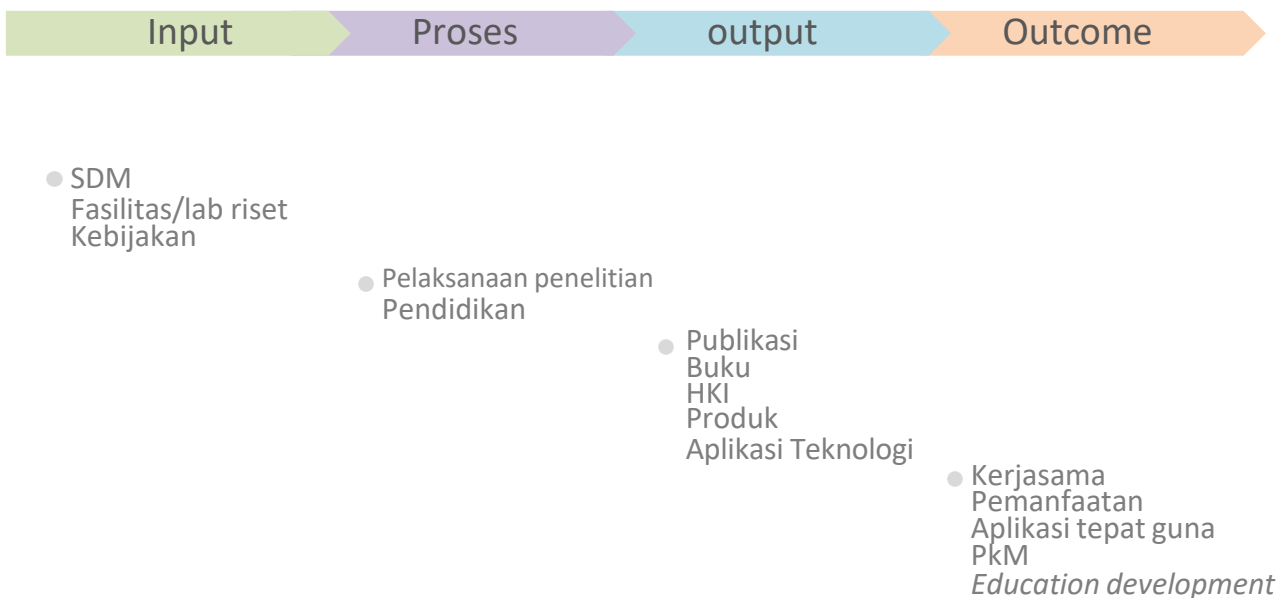 Input
Proses
output
Outcome
SDM
Fasilitas/lab riset
Kebijakan
Pelaksanaan penelitian
Pendidikan
Publikasi
Buku
HKI
Produk
Aplikasi Teknologi
Kerjasama
Pemanfaatan
Aplikasi tepat guna
PkM
Education development